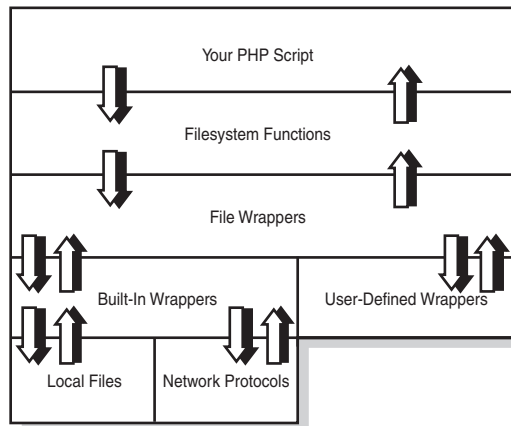 Your PHP Script
Filesystem Functions
File Wrappers
Built-In Wrappers
User-Defined Wrappers
Local Files
Network Protocols